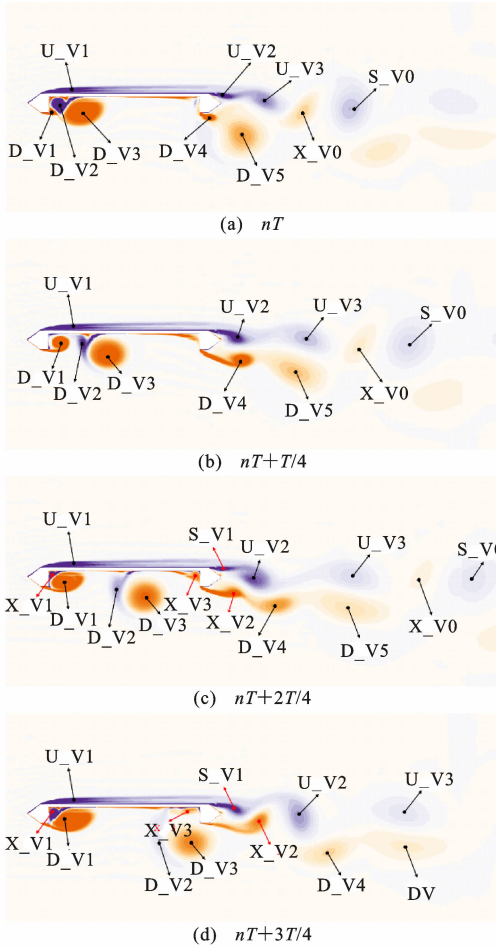 U_V1 U_V2 U_V3 S_V0
D_V1 D_V2 D_V3 D_V4 D_V5 X_V0
(a) nT
U_V1 U_V2 U_V3 S_V0
D_V1 D_V2 D_V3 D_V4 D_V5 X_V0
(b) nT+T/4
U_V1 S_V1 U_V2 U_V3 S_V0
X_V1 D_V1 D_V2 D_V3 X_V3 X_V2 D_V4 D_V5 X_V0
(c) nT+2T/4
U_V1 S_V1 U_V2 U_V3
X_V1 D_V1 X_V3 D_V2 D_V3 X_V2 D_V4 DV
(d) nT+3T/4